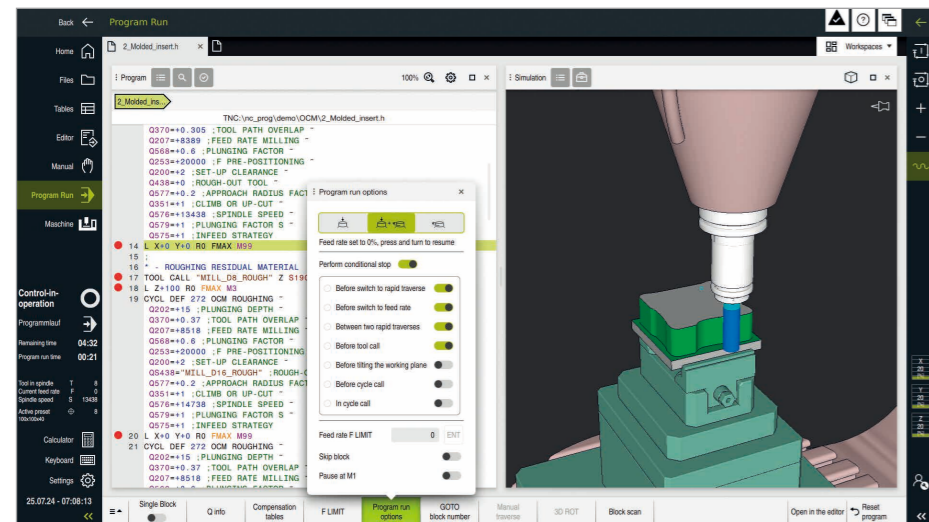 Back
Program Run
Home
Files
Tables
Editor
Manual
Program Run
Maschine
Control-in-
operation
Programmlauf
Remaining time 04:32
Program run time 00:21
Tool in spindle T 8
Current feed rate F 0
Spindle speed S 13438
Active preset 8
100x100x40
Calculator
Keyboard
Settings
25.07.24 - 07:08:13
2_Molded_insert.h ×
Workspaces
Program
100%
2_Molded_ins...
TNC:\nc_prog\demo\OCM\2_Molded_insert.h
Q370=+0.305 ;TOOL PATH OVERLAP ~
Q207=+8389 ;FEED RATE MILLING ~
Q568=+0.6 ;PLUNGING FACTOR ~
Q253=+20000 ;F PRE-POSITIONING ~
Q200=+2 ;SET-UP CLEARANCE ~
Q438=+0 ;ROUGH-OUT TOOL ~
Q577=+0.2 ;APPROACH RADIUS FACT
Q351=+1 ;CLIMB OR UP-CUT ~
Q576=+13438 ;SPINDLE SPEED ~
Q579=+1 ;PLUNGING FACTOR S ~
Q575=+1 ;INFEED STRATEGY
14 L X+0 Y+0 R0 FMAX M99
15 ;
16 * - ROUGHING RESIDUAL MATERIAL
17 TOOL CALL "MILL_D8_ROUGH" Z S190
18 L Z+100 R0 FMAX M3
19 CYCL DEF 272 OCM ROUGHING ~
Q202=+15 ;PLUNGING DEPTH ~
Q370=+0.37 ;TOOL PATH OVERLAP ~
Q207=+8518 ;FEED RATE MILLING ~
Q568=+0.6 ;PLUNGING FACTOR ~
Q253=+20000 ;F PRE-POSITIONING
Q200=+2 ;SET-UP CLEARANCE ~
QS438="MILL_D16_ROUGH" ;ROUGH-O
Q577=+0.2 ;APPROACH RADIUS FACT
Q351=+1 ;CLIMB OR UP-CUT ~
Q576=+14738 ;SPINDLE SPEED ~
Q579=+1 ;PLUNGING FACTOR S ~
Q575=+1 ;INFEED STRATEGY
20 L X+0 Y+0 R0 FMAX M99
21 CYCL DEF 272 OCM ROUGHING ~
Q202=+15 ;PLUNGING DEPTH ~
Q370=+0.37 ;TOOL PATH OVERLAP ~
Q207=+8518 ;FEED RATE MILLING ~
Program run options ×
Feed rate set to 0%, press and turn to resume
Perform conditional stop
Before switch to rapid traverse
Before switch to feed rate
Between two rapid traverses
Before tool call
Before tilting the working plane
Before cycle call
In cycle call
Feed rate F LIMIT 0 ENT
Skip block
Pause at M1
Simulation
X
20
Y
20
Z
20
Single Block
Q info
Compensation
tables
F LIMIT
Program run
options
GOTO
block number
Manual
traverse
3D ROT
Block scan
Open in the editor
Reset
program